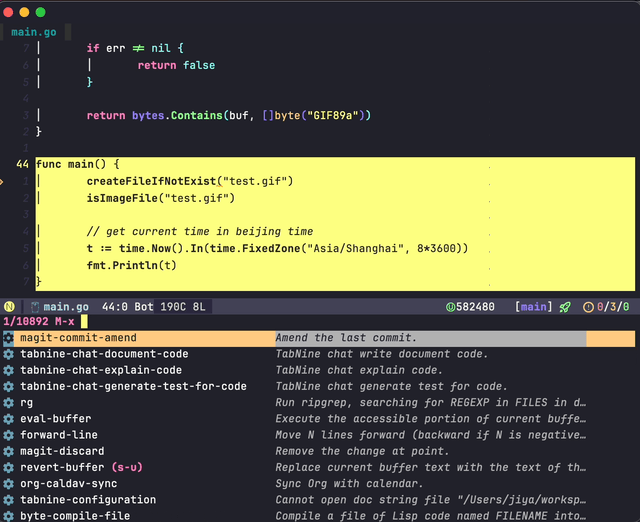 main.go
7 if err != nil {
6 return false
5 }
4
3 return bytes.Contains(buf, []byte("GIF89a"))
2 }
1
44 func main() {
1 createFileIfNotExist("test.gif")
2 isImageFile("test.gif")
3
4 // get current time in beijing time
5 t := time.Now().In(time.FixedZone("Asia/Shanghai", 8*3600))
6 fmt.Println(t)
7 }
N main.go 44:0 Bot 190C 8L U582480 [main] 0/3/0
1/10892 M-x
magit-commit-amend Amend the last commit.
tabnine-chat-document-code TabNine chat write document code.
tabnine-chat-explain-code TabNine chat explain code.
tabnine-chat-generate-test-for-code TabNine chat generate test for code.
rg Run ripgrep, searching for REGEXP in FILES in d…
eval-buffer Execute the accessible portion of current buffe…
forward-line Move N lines forward (backward if N is negative…
magit-discard Remove the change at point.
revert-buffer (s-u) Replace current buffer text with the text of th…
org-caldav-sync Sync Org with calendar.
tabnine-configuration Cannot open doc string file "/Users/jiya/worksp…
byte-compile-file Compile a file of Lisp code named FILENAME into…